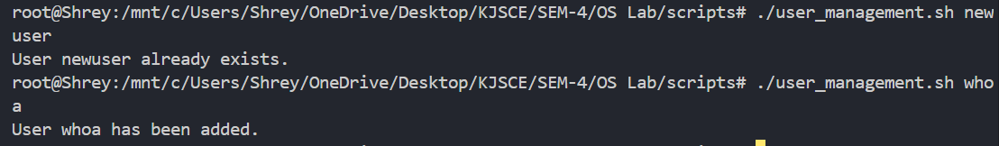 root@Shrey:/mnt/c/Users/Shrey/OneDrive/Desktop/KJSCE/SEM-4/OS Lab/scripts# ./user_management.sh new
user
User newuser already exists.
root@Shrey:/mnt/c/Users/Shrey/OneDrive/Desktop/KJSCE/SEM-4/OS Lab/scripts# ./user_management.sh who
a
User whoa has been added.